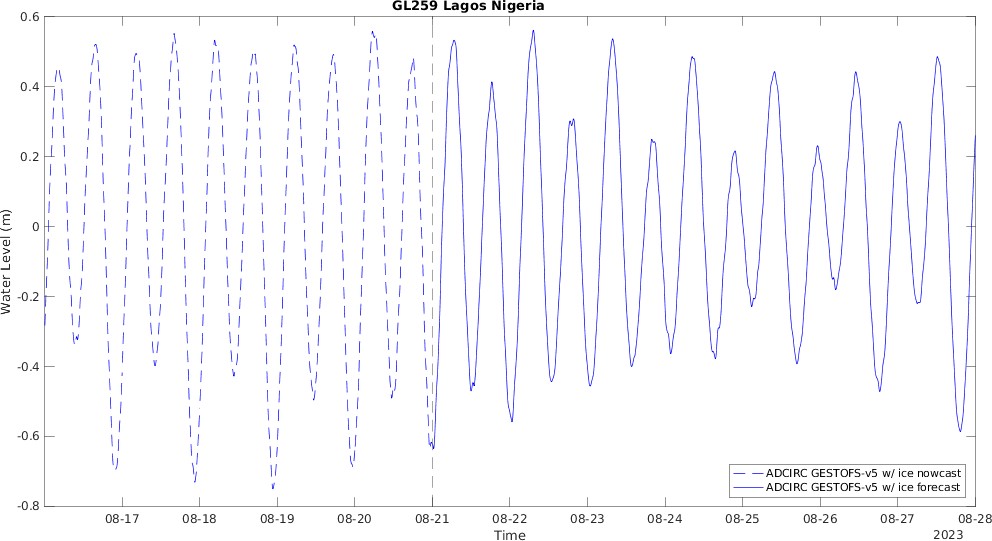 GL259 Lagos Nigeria
Water Level (m)
0.6
0.4
0.2
0
-0.2
-0.4
-0.6
-0.8
ADCIRC GESTOFS-v5 w/ ice nowcast
ADCIRC GESTOFS-v5 w/ ice forecast
08-17 08-18 08-19 08-20 08-21 08-22 08-23 08-24 08-25 08-26 08-27 08-28
Time
2023